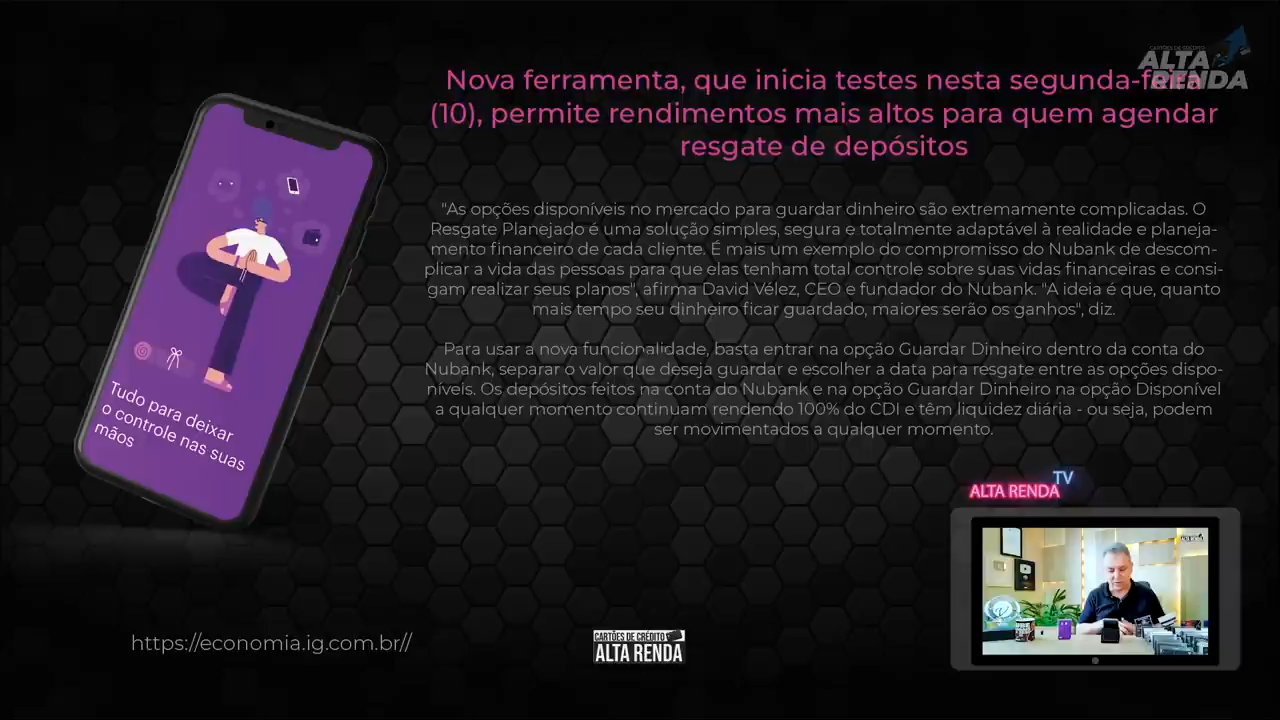 CARTÕES DE CRÉDITO
ALTA
RENDA
Nova ferramenta, que inicia testes nesta segunda-feira
(10), permite rendimentos mais altos para quem agendar
resgate de depósitos
"As opções disponíveis no mercado para guardar dinheiro são extremamente complicadas. O
Resgate Planejado é uma solução simples, segura e totalmente adaptável à realidade e planeja-
mento financeiro de cada cliente. É mais um exemplo do compromisso do Nubank de descom-
plicar a vida das pessoas para que elas tenham total controle sobre suas vidas financeiras e consi-
gam realizar seus planos", afirma David Vélez, CEO e fundador do Nubank. "A ideia é que, quanto
mais tempo seu dinheiro ficar guardado, maiores serão os ganhos", diz.
Para usar a nova funcionalidade, basta entrar na opção Guardar Dinheiro dentro da conta do
Nubank, separar o valor que deseja guardar e escolher a data para resgate entre as opções dispo-
níveis. Os depósitos feitos na conta do Nubank e na opção Guardar Dinheiro na opção Disponível
a qualquer momento continuam rendendo 100% do CDI e têm liquidez diária - ou seja, podem
ser movimentados a qualquer momento.
Tudo para deixar
o controle nas suas
mãos
ALTA RENDA TV
https://economia.ig.com.br//
CARTÕES DE CRÉDITO
ALTA RENDA